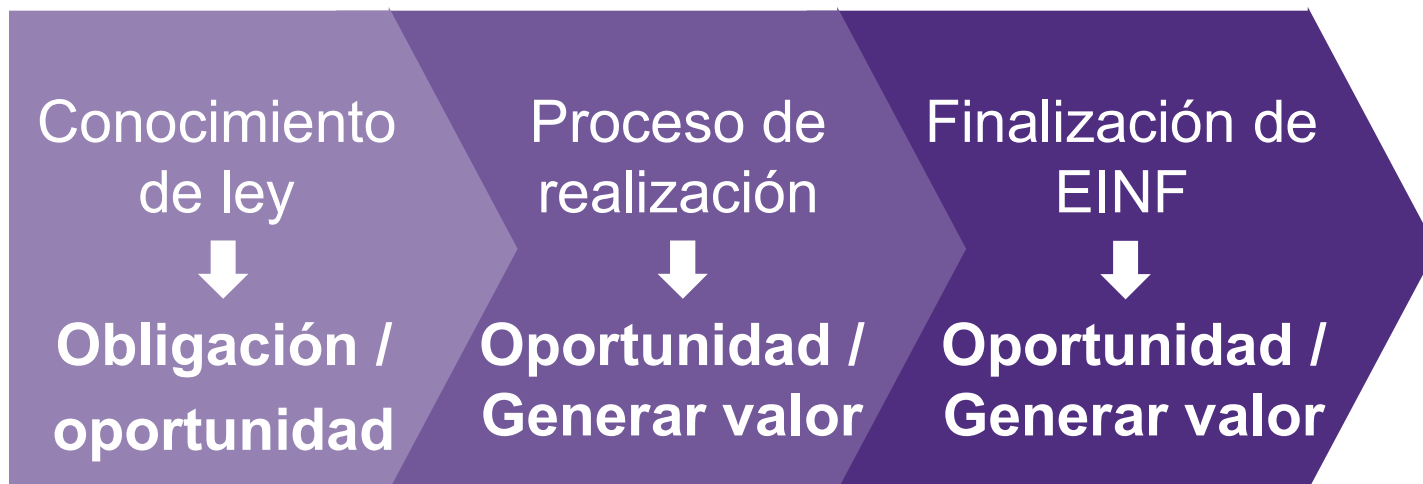 Conocimiento
de ley
Obligación /
oportunidad
Proceso de
realización
Oportunidad /
Generar valor
Finalización de
EINF
Oportunidad /
Generar valor